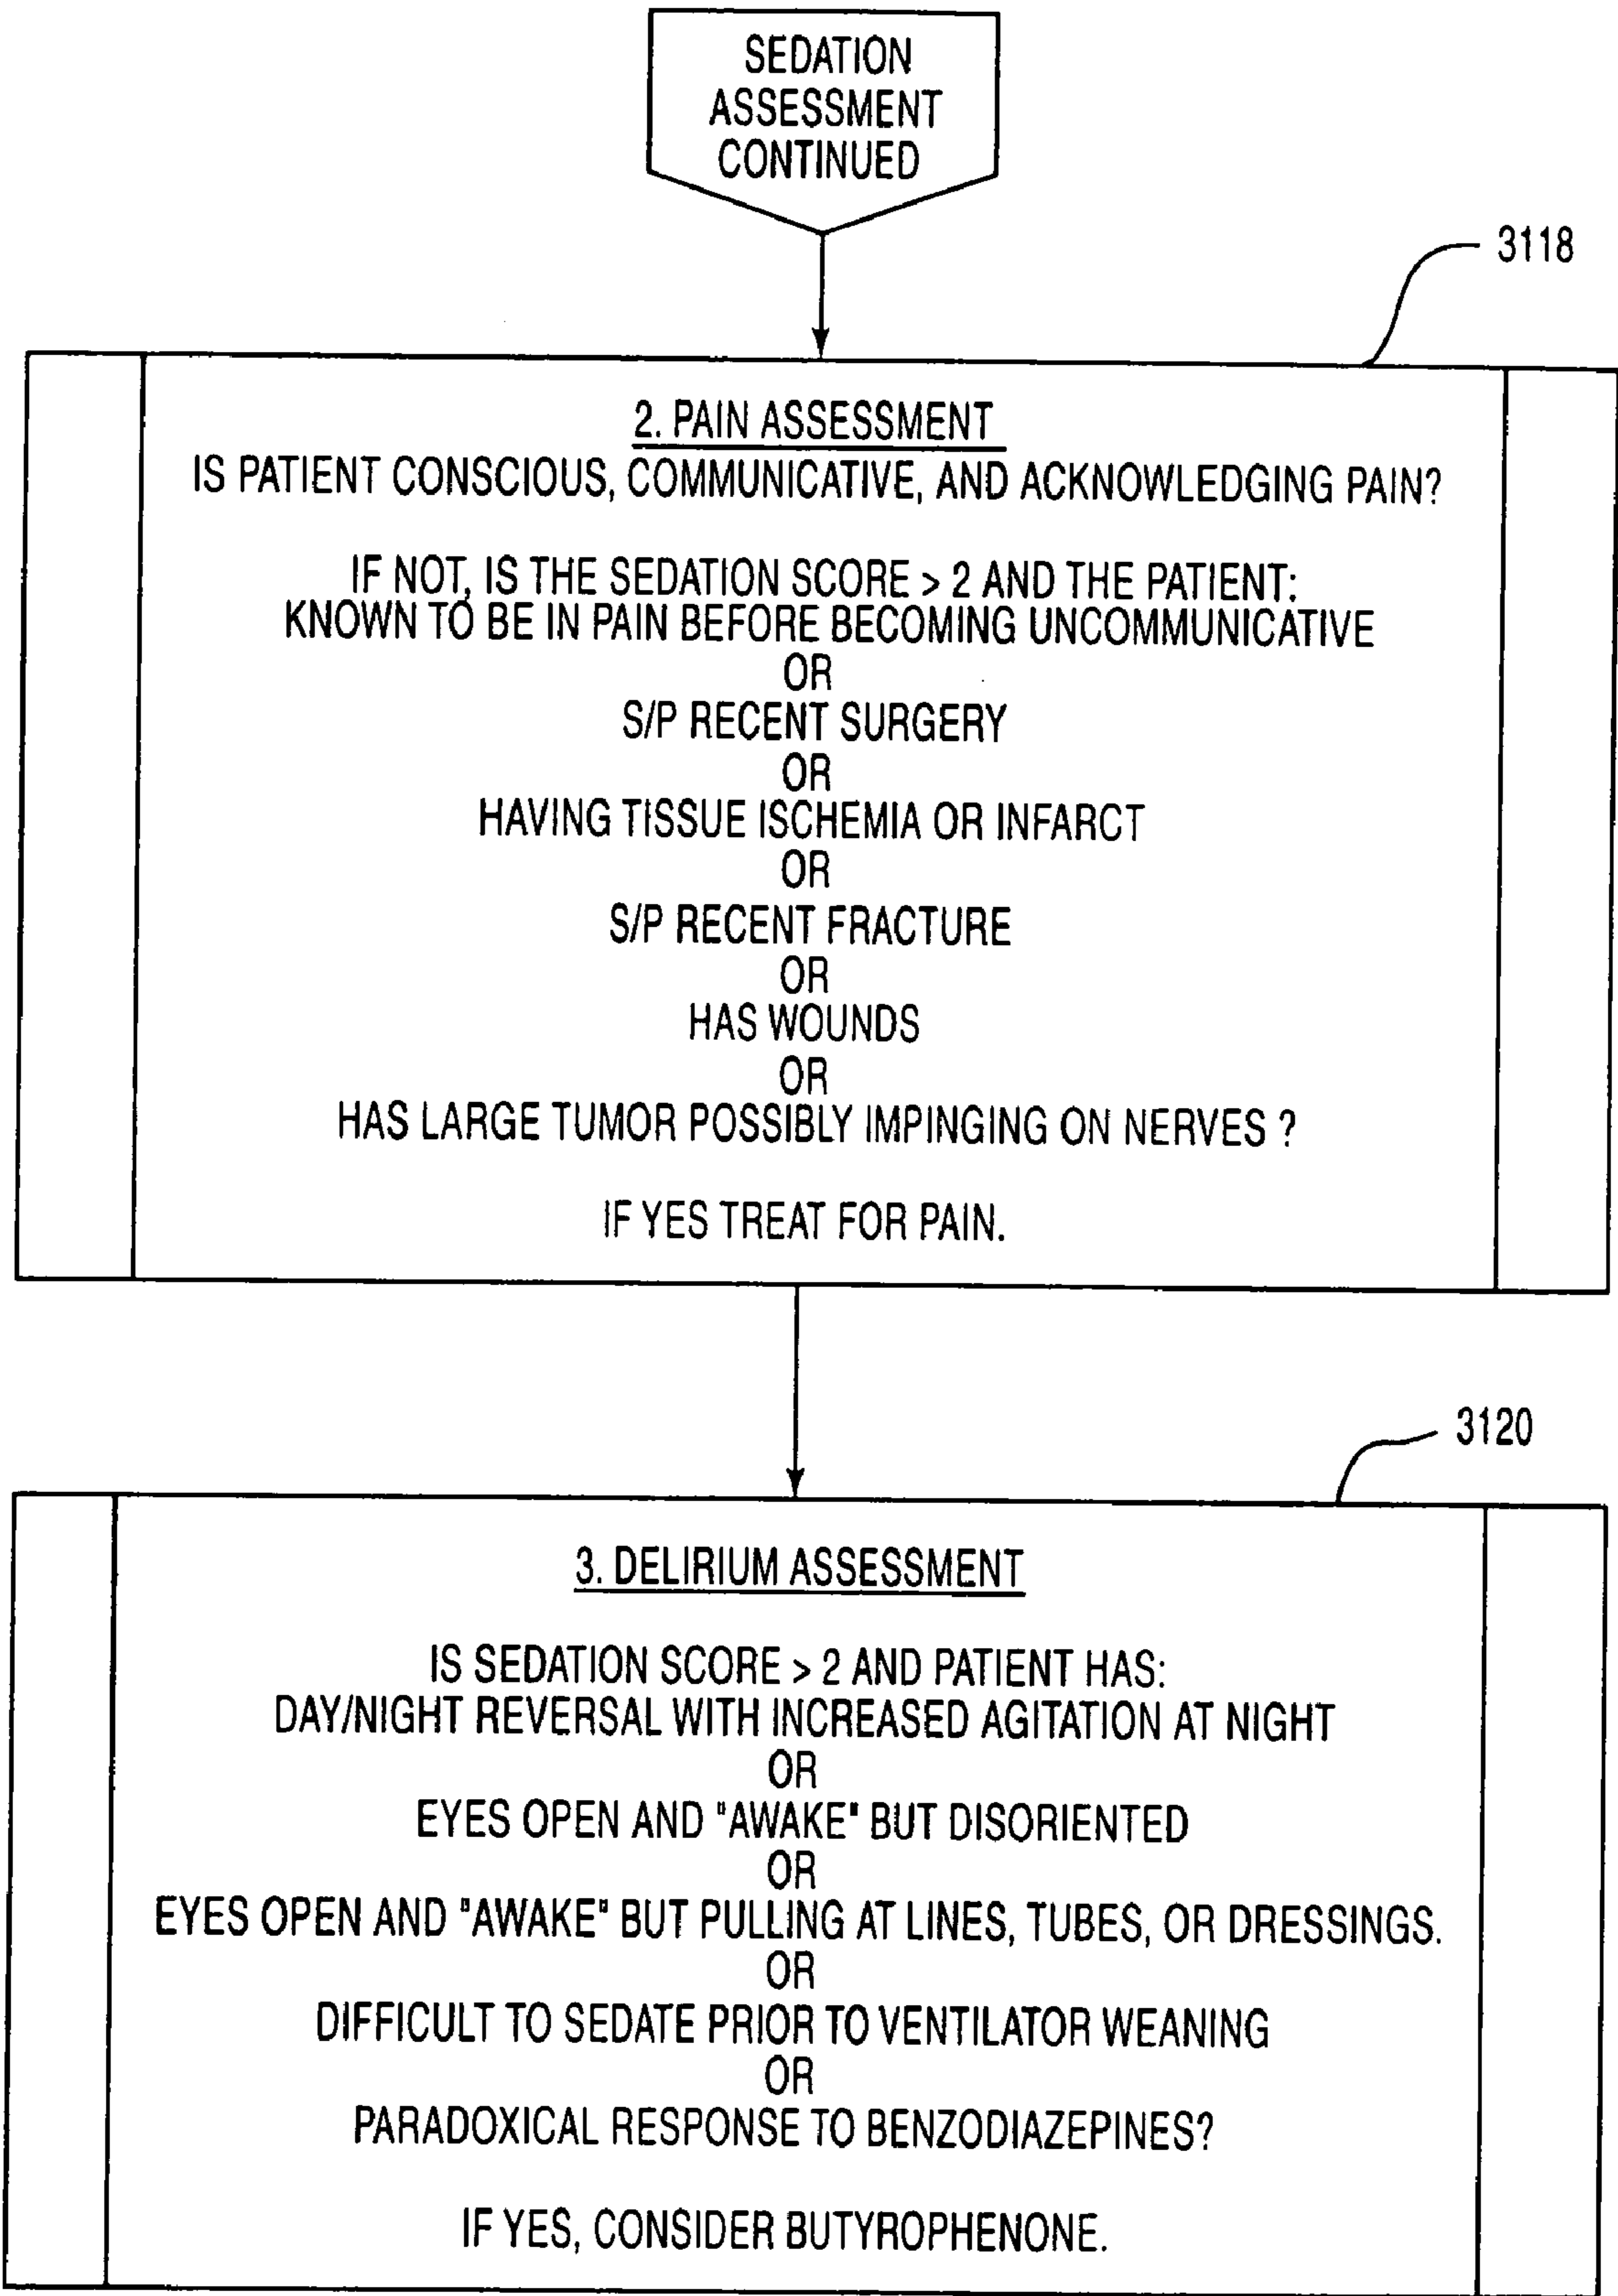 SEDATION
ASSESSMENT
CONTINUED
3118
2. PAIN ASSESSMENT
IS PATIENT CONSCIOUS, COMMUNICATIVE, AND ACKNOWLEDGING PAIN?
IF NOT, IS THE SEDATION SCORE > 2 AND THE PATIENT:
KNOWN TO BE IN PAIN BEFORE BECOMING UNCOMMUNICATIVE
OR
S/P RECENT SURGERY
OR
HAVING TISSUE ISCHEMIA OR INFARCT
OR
S/P RECENT FRACTURE
OR
HAS WOUNDS
OR
HAS LARGE TUMOR POSSIBLY IMPINGING ON NERVES ?
IF YES TREAT FOR PAIN.
3120
3. DELIRIUM ASSESSMENT
IS SEDATION SCORE > 2 AND PATIENT HAS:
DAY/NIGHT REVERSAL WITH INCREASED AGITATION AT NIGHT
OR
EYES OPEN AND "AWAKE" BUT DISORIENTED
OR
EYES OPEN AND "AWAKE" BUT PULLING AT LINES, TUBES, OR DRESSINGS.
OR
DIFFICULT TO SEDATE PRIOR TO VENTILATOR WEANING
OR
PARADOXICAL RESPONSE TO BENZODIAZEPINES?
IF YES, CONSIDER BUTYROPHENONE.